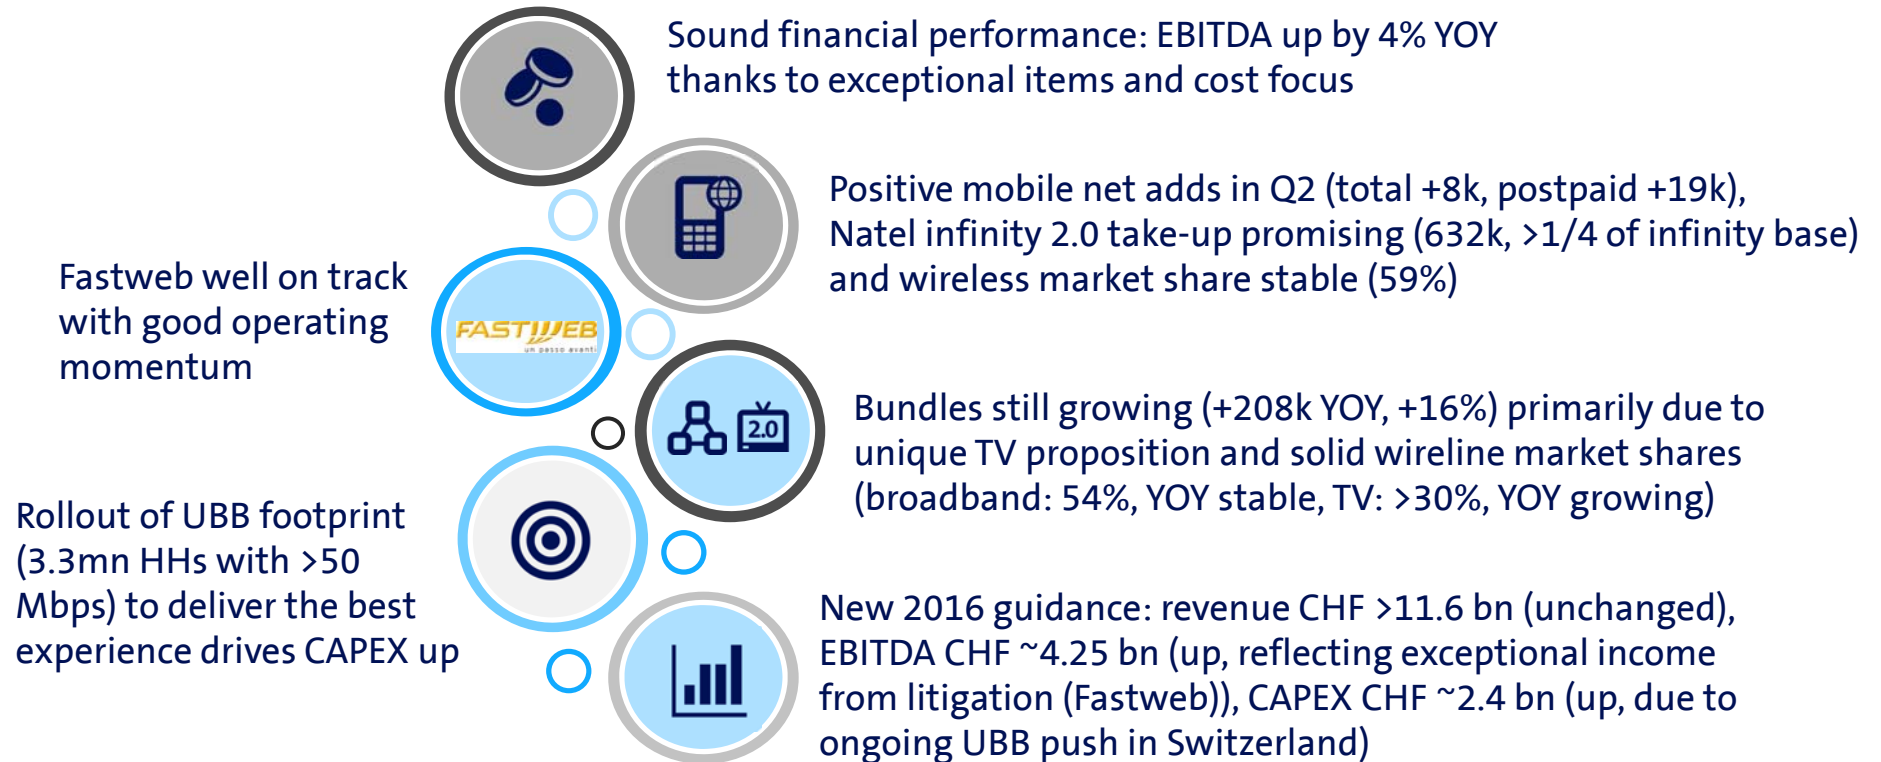 Sound financial performance: EBITDA up by 4% YOY
thanks to exceptional items and cost focus
Positive mobile net adds in Q2 (total +8k, postpaid +19k),
Natel infinity 2.0 take-up promising (632k, >1/4 of infinity base)
and wireless market share stable (59%)
Fastweb well on track
with good operating
momentum
FASTWEB
un passo avanti
2.0
Bundles still growing (+208k YOY, +16%) primarily due to
unique TV proposition and solid wireline market shares
(broadband: 54%, YOY stable, TV: >30%, YOY growing)
Rollout of UBB footprint
(3.3mn HHs with >50
Mbps) to deliver the best
experience drives CAPEX up
New 2016 guidance: revenue CHF >11.6 bn (unchanged),
EBITDA CHF ~4.25 bn (up, reflecting exceptional income
from litigation (Fastweb)), CAPEX CHF ~2.4 bn (up, due to
ongoing UBB push in Switzerland)